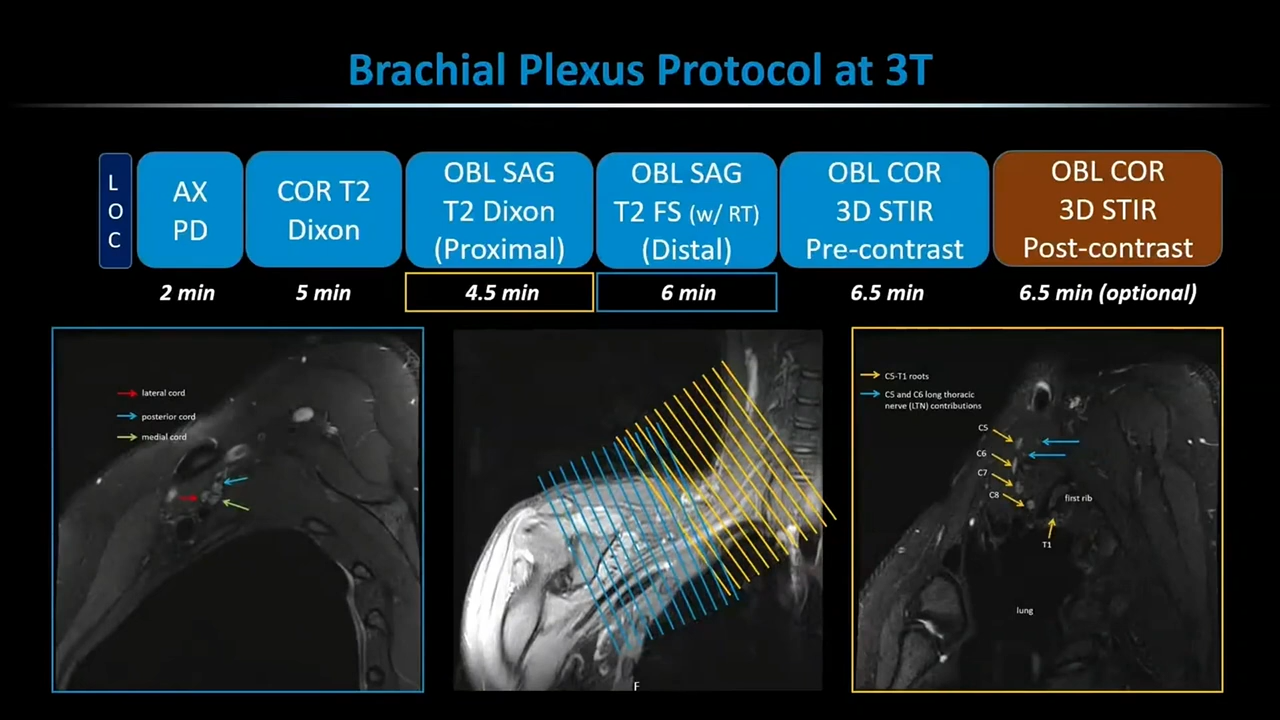 Brachial Plexus Protocol at 3T
L
O
C
AX
PD
COR T2
Dixon
OBL SAG
T2 Dixon
(Proximal)
OBL SAG
T2 FS (w/ RT)
(Distal)
OBL COR
3D STIR
Pre-contrast
OBL COR
3D STIR
Post-contrast
2 min
5 min
4.5 min
6 min
6.5 min
6.5 min (optional)
lateral cord
posterior cord
medial cord
F
C5-T1 roots
C5 and C6 long thoracic
nerve (LTN) contributions
C5
C6
C7
C8
first rib
T1
lung